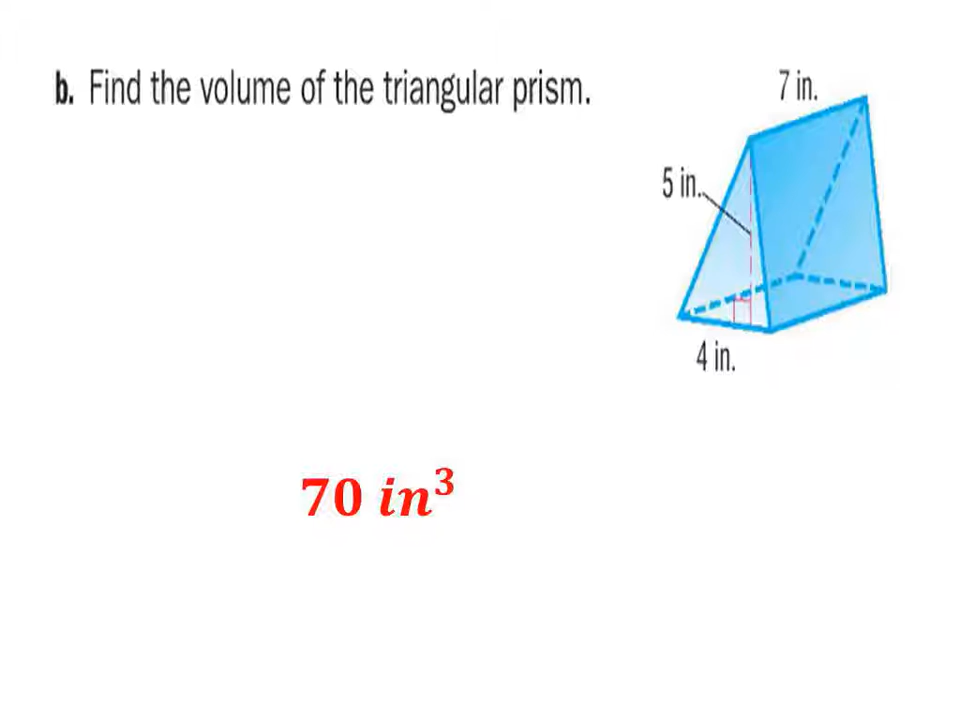 b. Find the volume of the triangular prism.
7 in.
5 in.
4 in.
70 in³